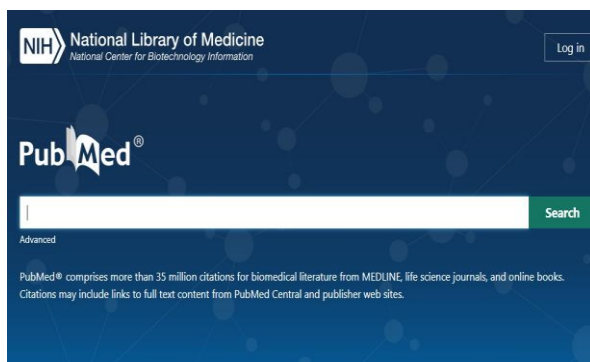 NIH National Library of Medicine
National Center for Biotechnology Information
Log in
PubMed®
Search
Advanced
PubMed® comprises more than 35 million citations for biomedical literature from MEDLINE, life science journals, and online books.
Citations may include links to full text content from PubMed Central and publisher web sites.